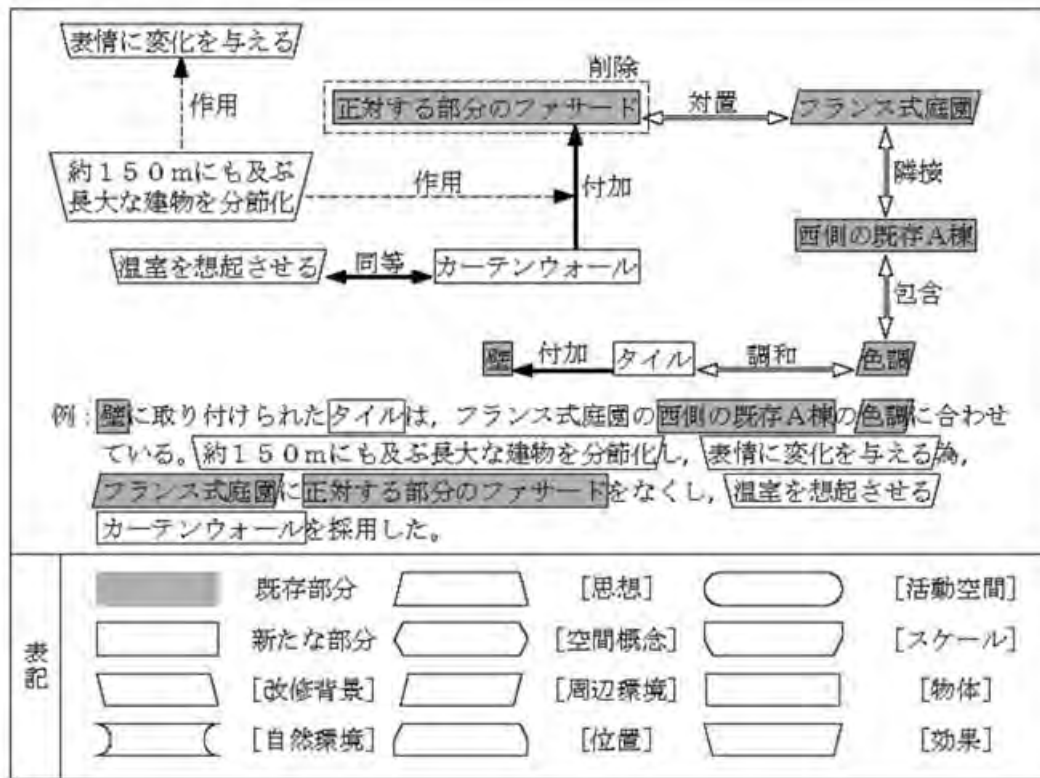 表情に変化を与える
作用
削除
正対する部分のファサード
対置
フランス式庭園
約150mにも及ぶ
長大な建物を分節化
作用
付加
隣接
西側の既存A棟
温室を想起させる
同等
カーテンウォール
包含
壁
付加
タイル
調和
色調
例:壁に取り付けられたタイルは,フランス式庭園の西側の既存A棟の色調に合わせ
ている。約150mにも及ぶ長大な建物を分節化し,表情に変化を与える為,
フランス式庭園に正対する部分のファサードをなくし,温室を想起させる
カーテンウォールを採用した。
表記
既存部分
[思想]
[活動空間]
新たな部分
[空間概念]
[スケール]
[改修背景]
[周辺環境]
[物体]
[自然環境]
[位置]
[効果]